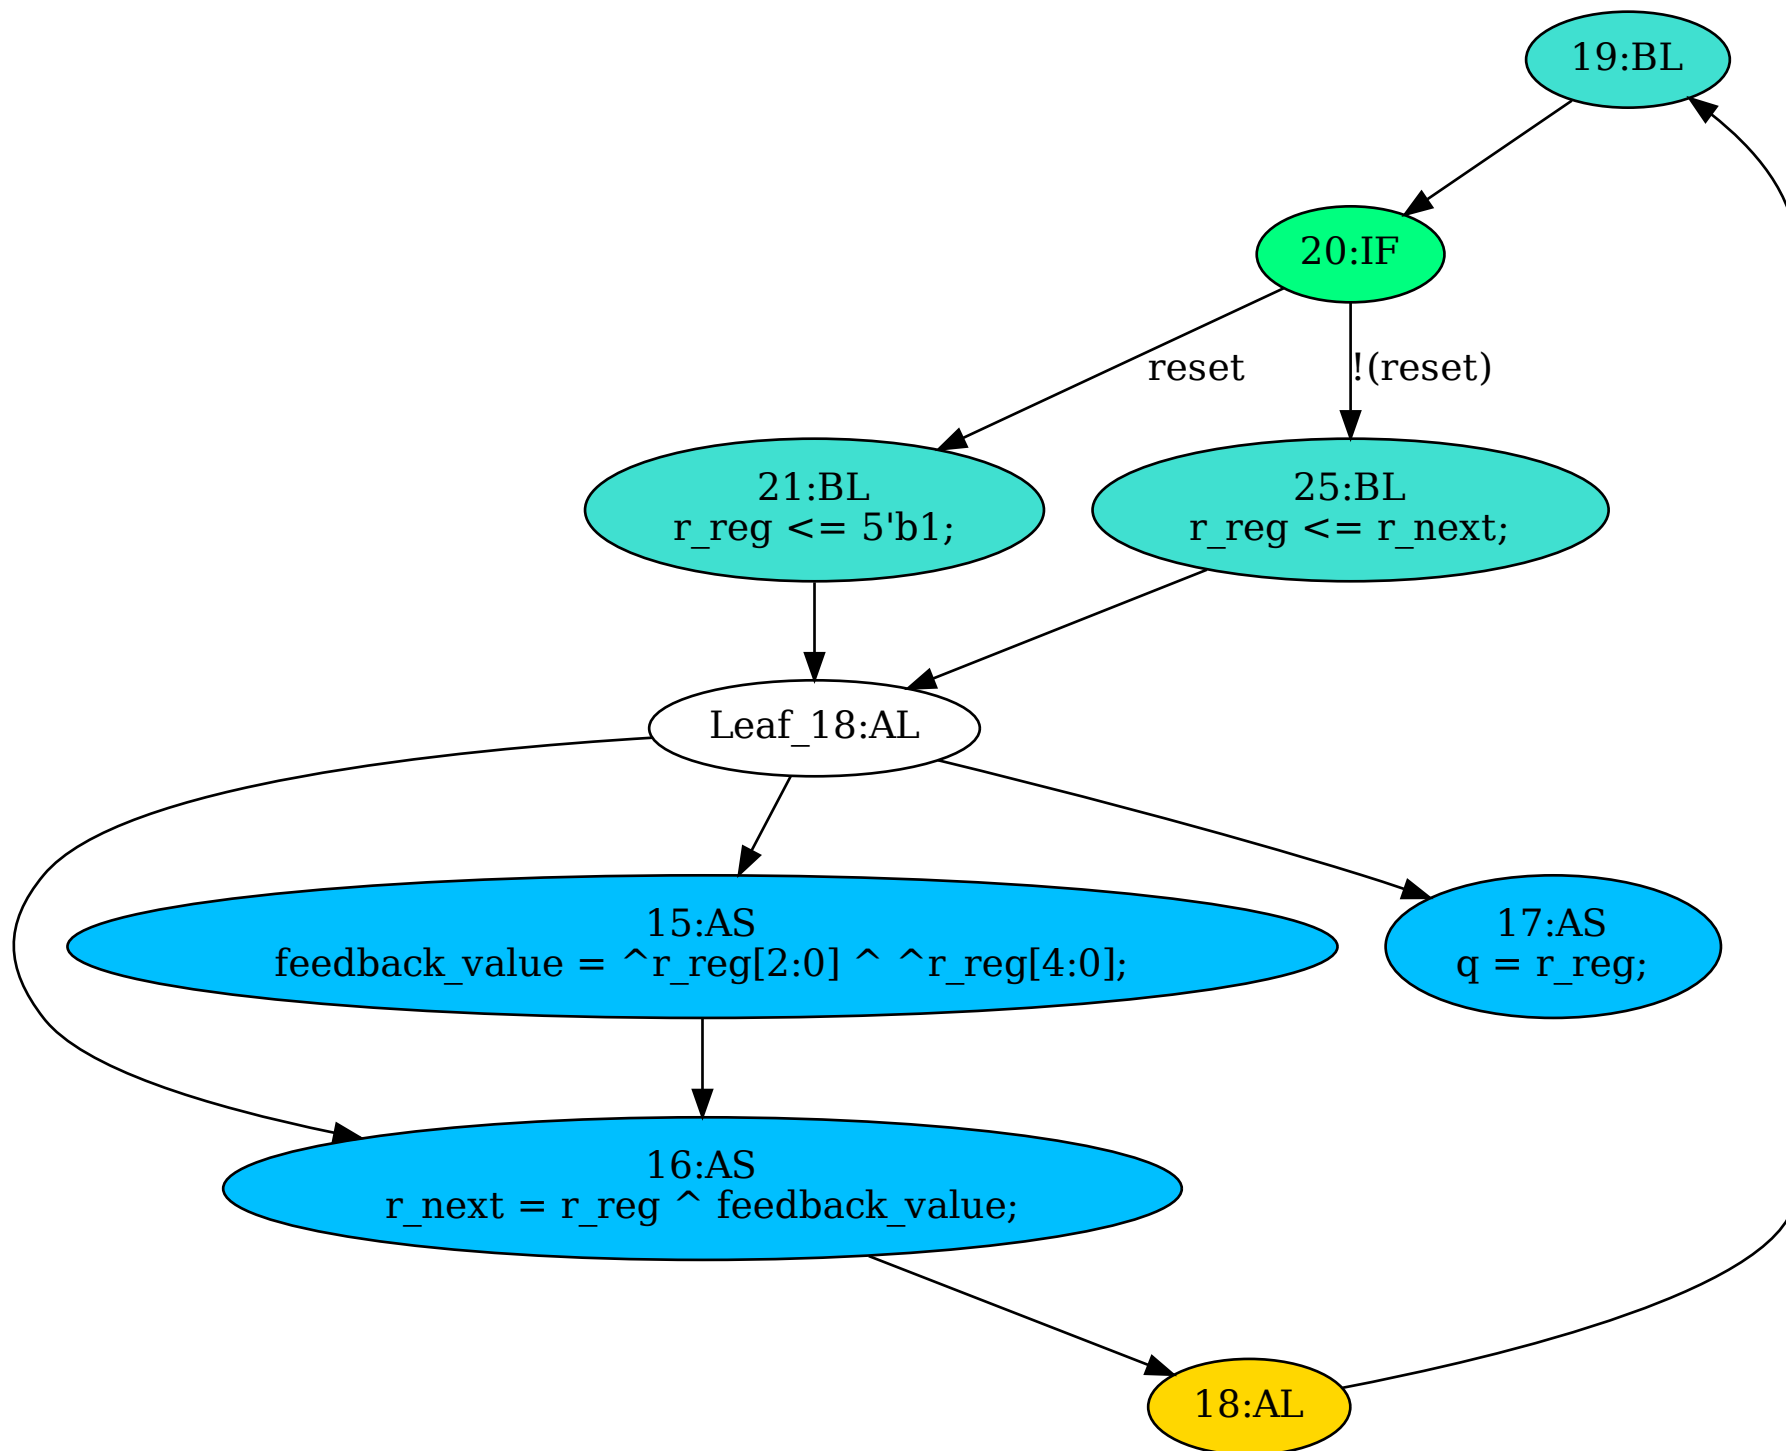 19:BL
20:IF
reset
!(reset)
21:BL
r_reg <= 5'b1;
25:BL
r_reg <= r_next;
Leaf_18:AL
15:AS
feedback_value = ^r_reg[2:0] ^ ^r_reg[4:0];
17:AS
q = r_reg;
16:AS
r_next = r_reg ^ feedback_value;
18:AL